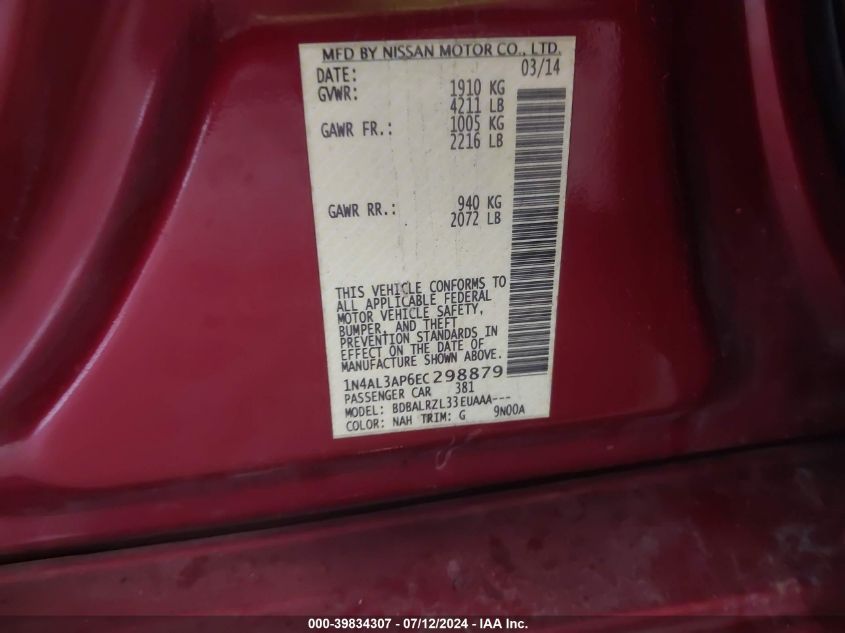 MFD BY NISSAN MOTOR CO., LTD.
DATE: 03/14
GVWR: 1910 KG
4211 LB
GAWR FR.: 1005 KG
2216 LB
GAWR RR.: 940 KG
2072 LB
THIS VEHICLE CONFORMS TO
ALL APPLICABLE FEDERAL
MOTOR VEHICLE SAFETY,
BUMPER, AND THEFT
PREVENTION STANDARDS IN
EFFECT ON THE DATE OF
MANUFACTURE SHOWN ABOVE.
1N4AL3AP6EC298879
PASSENGER CAR 381
MODEL: BDBALRZL33EUAAA---
COLOR: NAH TRIM: G 9N00A
000-39834307 - 07/12/2024 - IAA Inc.